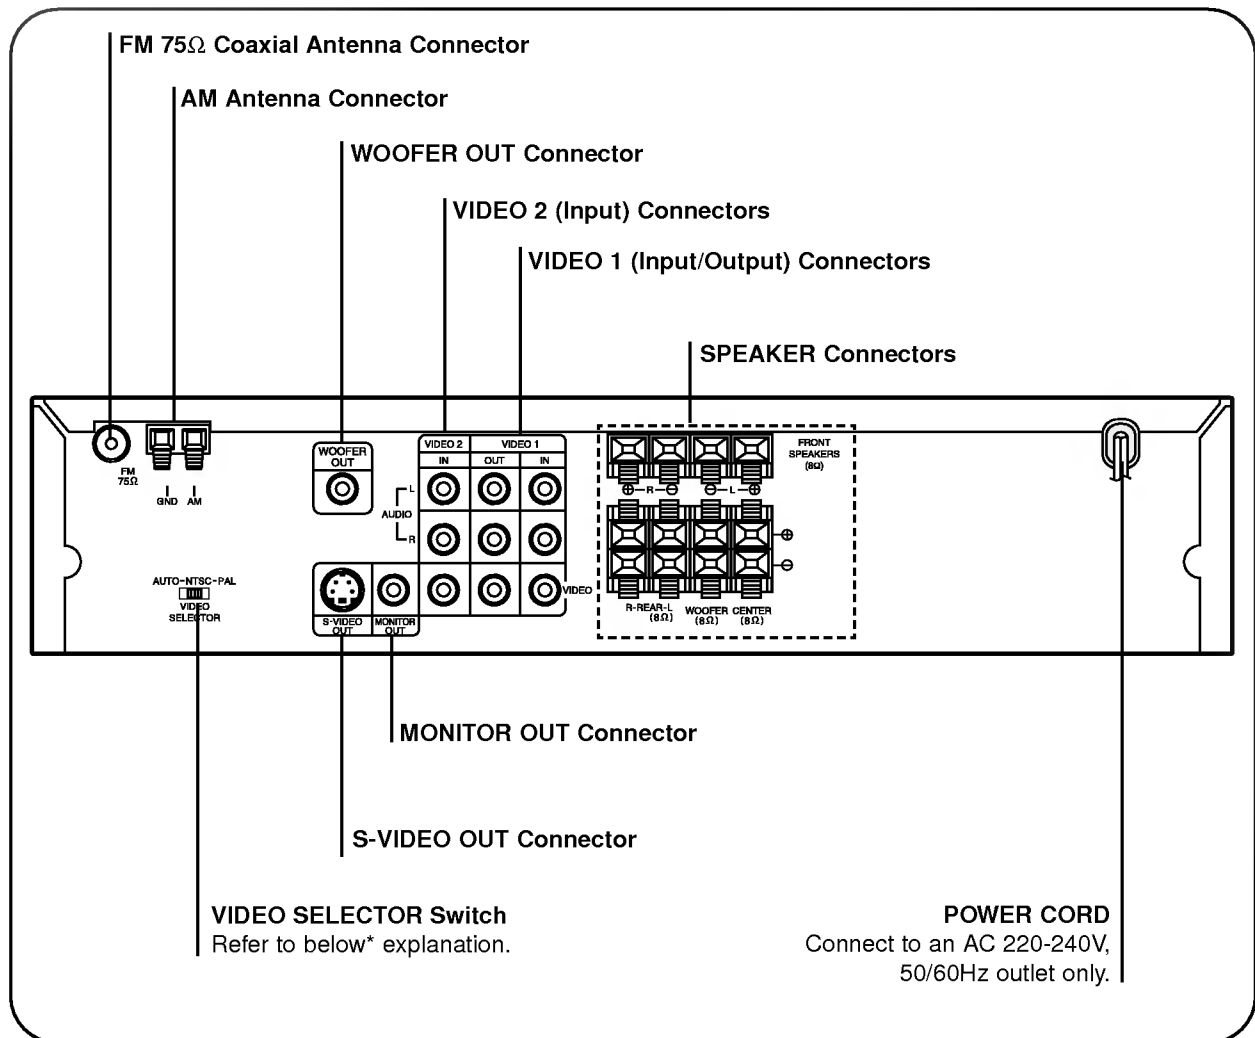 FM 75Ω Coaxial Antenna Connector
AM Antenna Connector
WOOFER OUT Connector
VIDEO 2 (Input) Connectors
VIDEO 1 (Input/Output) Connectors
SPEAKER Connectors
FM
75Ω
GND AM
WOOFER
OUT
VIDEO 2 VIDEO 1
IN OUT IN
L
AUDIO
R
VIDEO
FRONT
SPEAKERS
(8Ω)
⊕-R-⊖ ⊖-L-⊕
⊕
⊖
R-REAR-L
(8Ω)
WOOFER
(8Ω)
CENTER
(8Ω)
AUTO-NTSC-PAL
VIDEO
SELECTOR
S-VIDEO
OUT
MONITOR
OUT
MONITOR OUT Connector
S-VIDEO OUT Connector
VIDEO SELECTOR Switch
Refer to below* explanation.
POWER CORD
Connect to an AC 220-240V,
50/60Hz outlet only.